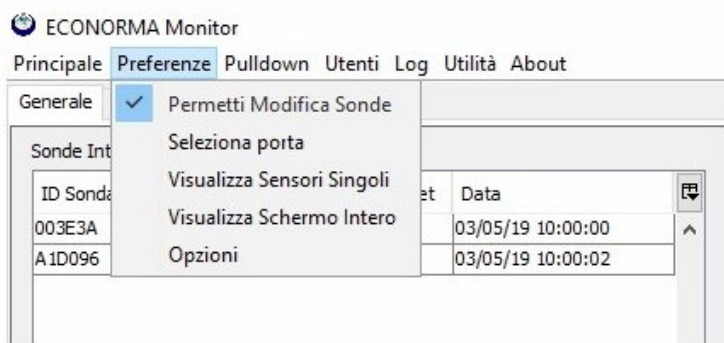 ECONORMA Monitor
Principale Preferenze Pulldown Utenti Log Utilità About
Generale
Permetti Modifica Sonde
Seleziona porta
Visualizza Sensori Singoli
Visualizza Schermo Intero
Opzioni
Sonde Int
ID Sonda et Data
003E3A 03/05/19 10:00:00
A1D096 03/05/19 10:00:02